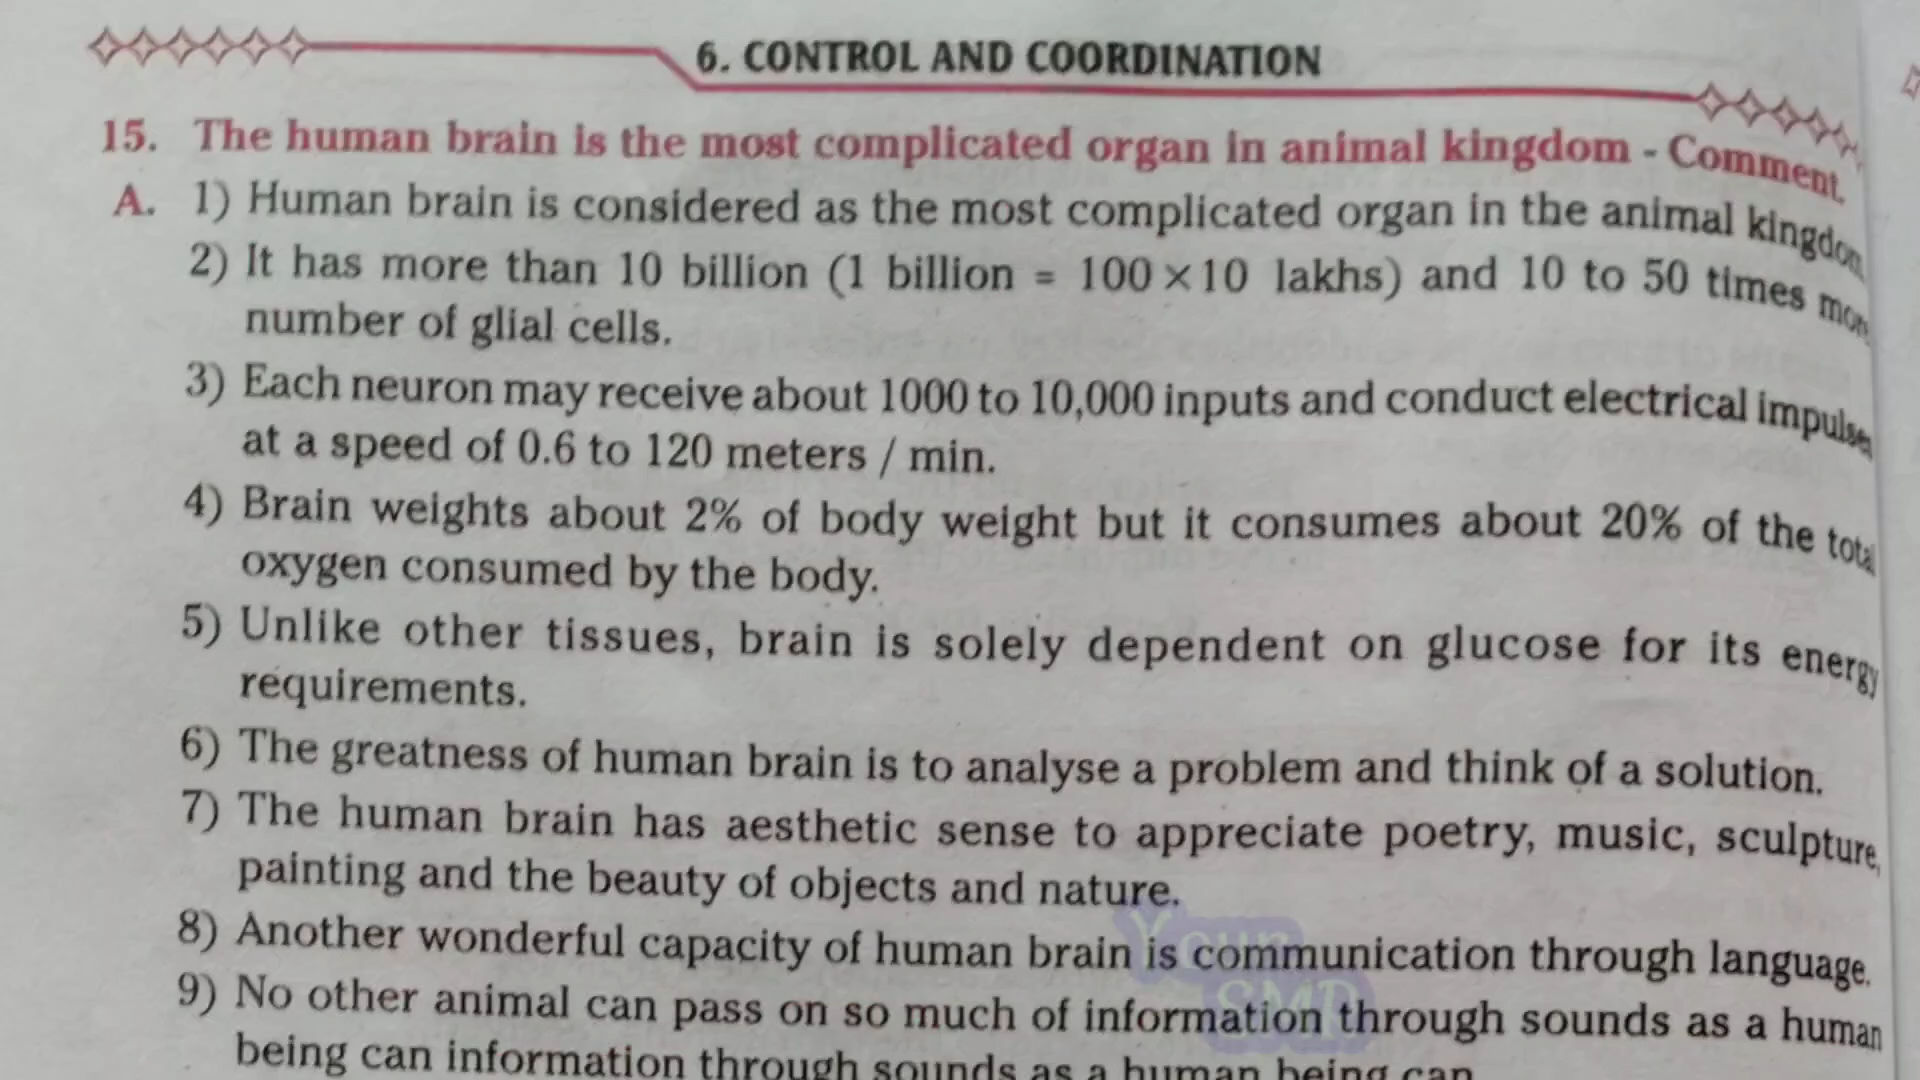 6. CONTROL AND COORDINATION
15. The human brain is the most complicated organ in animal kingdom - Comment.
A. 1) Human brain is considered as the most complicated organ in the animal kingdom.
2) It has more than 10 billion (1 billion = 100 × 10 lakhs) and 10 to 50 times more
number of glial cells.
3) Each neuron may receive about 1000 to 10,000 inputs and conduct electrical impulses
at a speed of 0.6 to 120 meters / min.
4) Brain weights about 2% of body weight but it consumes about 20% of the total
oxygen consumed by the body.
5) Unlike other tissues, brain is solely dependent on glucose for its energy
requirements.
6) The greatness of human brain is to analyse a problem and think of a solution.
7) The human brain has aesthetic sense to appreciate poetry, music, sculpture,
painting and the beauty of objects and nature.
8) Another wonderful capacity of human brain is communication through language.
9) No other animal can pass on so much of information through sounds as a human
being can information through sounds as a human being can.
Your
SMD